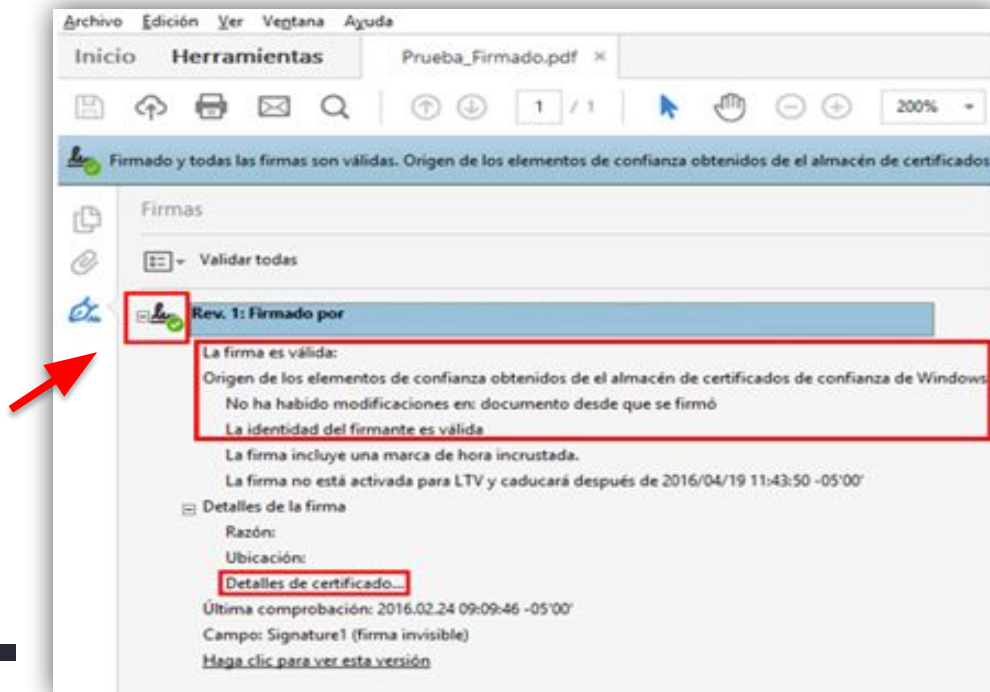 Archivo Edición Ver Ventana Ayuda
Inicio Herramientas Prueba_Firmado.pdf ×
1 / 1 200%
Firmado y todas las firmas son válidas. Origen de los elementos de confianza obtenidos de el almacén de certificados
Firmas
Validar todas
Rev. 1: Firmado por
La firma es válida:
Origen de los elementos de confianza obtenidos de el almacén de certificados de confianza de Windows
No ha habido modificaciones en: documento desde que se firmó
La identidad del firmante es válida
La firma incluye una marca de hora incrustada.
La firma no está activada para LTV y caducará después de 2016/04/19 11:43:50 -05'00'
Detalles de la firma
Razón:
Ubicación:
Detalles de certificado...
Última comprobación: 2016.02.24 09:09:46 -05'00'
Campo: Signature1 (firma invisible)
Haga clic para ver esta versión